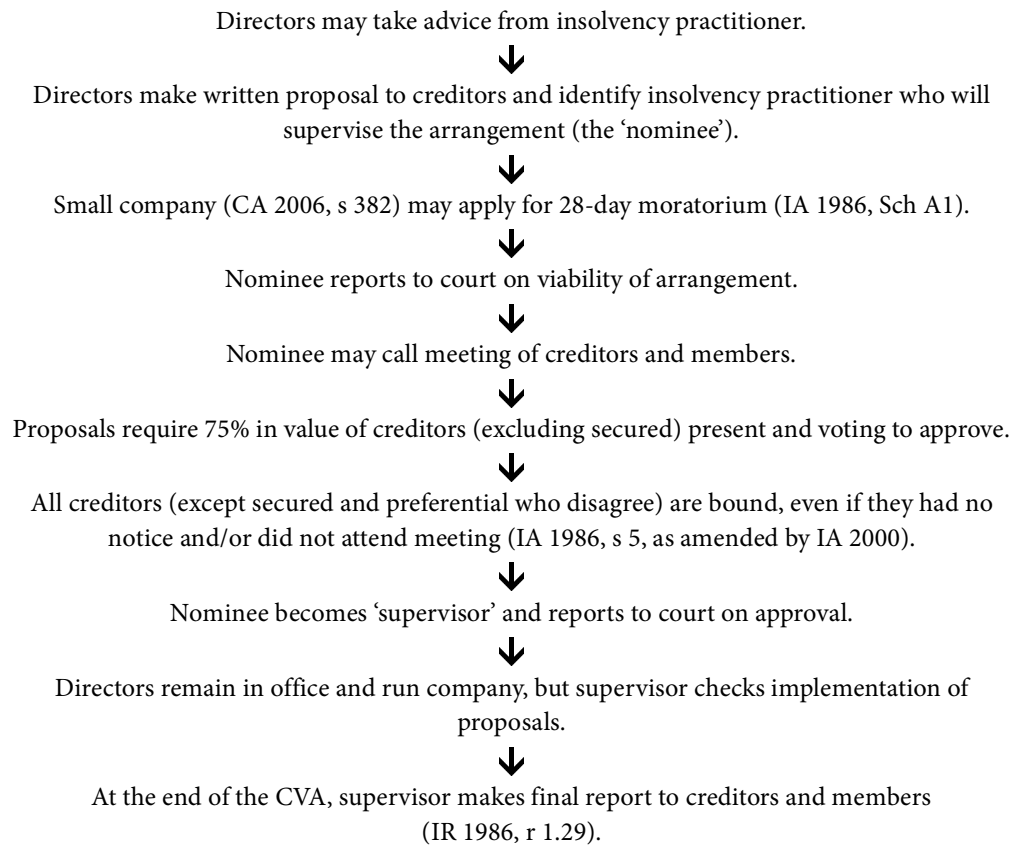 Directors may take advice from insolvency practitioner.
Directors make written proposal to creditors and identify insolvency practitioner who will
supervise the arrangement (the ‘nominee’).
Small company (CA 2006, s 382) may apply for 28-day moratorium (IA 1986, Sch A1).
Nominee reports to court on viability of arrangement.
Nominee may call meeting of creditors and members.
Proposals require 75% in value of creditors (excluding secured) present and voting to approve.
All creditors (except secured and preferential who disagree) are bound, even if they had no
notice and/or did not attend meeting (IA 1986, s 5, as amended by IA 2000).
Nominee becomes ‘supervisor’ and reports to court on approval.
Directors remain in office and run company, but supervisor checks implementation of
proposals.
At the end of the CVA, supervisor makes final report to creditors and members
(IR 1986, r 1.29).